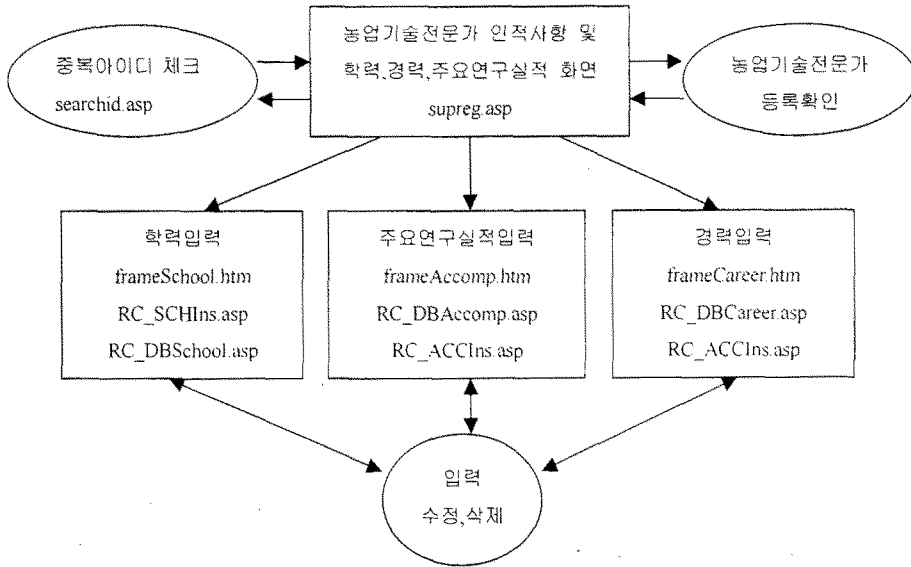 중복아이디 체크
searchid.asp
농업기술전문가 인적사항 및
학력,경력,주요연구실적 화면
supreg.asp
농업기술전문가
등록확인
학력입력
frameSchool.htm
RC_SCHIns.asp
RC_DBSchool.asp
주요연구실적입력
frameAccomp.htm
RC_DBAccomp.asp
RC_ACCIns.asp
경력입력
frameCareer.htm
RC_DBCareer.asp
RC_ACCIns.asp
입력
수정,삭제